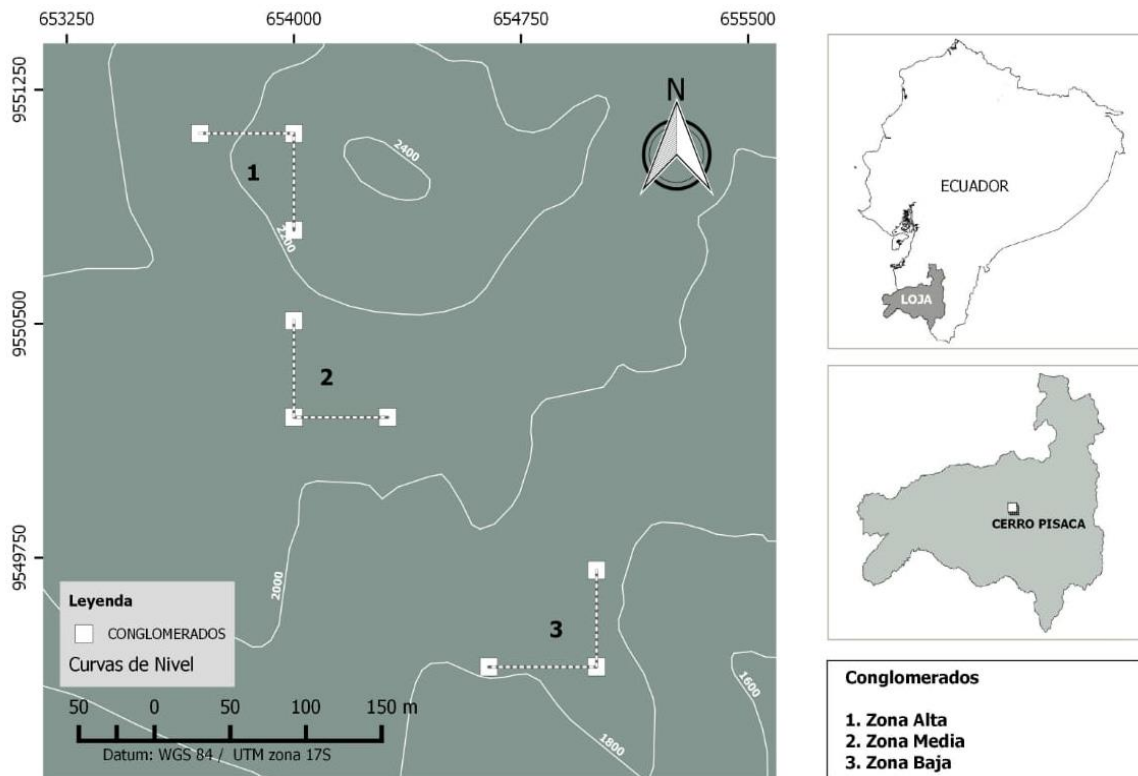 653250 654000 654750 655500
9551250
9550500
9549750
N
1
2
3
2400
2200
2000
1800
1600
Leyenda
CONGLOMERADOS
Curvas de Nivel
50 0 50 100 150 m
Datum: WGS 84 / UTM zona 17S
ECUADOR
LOJA
CERRO PISACA
Conglomerados
1. Zona Alta
2. Zona Media
3. Zona Baja